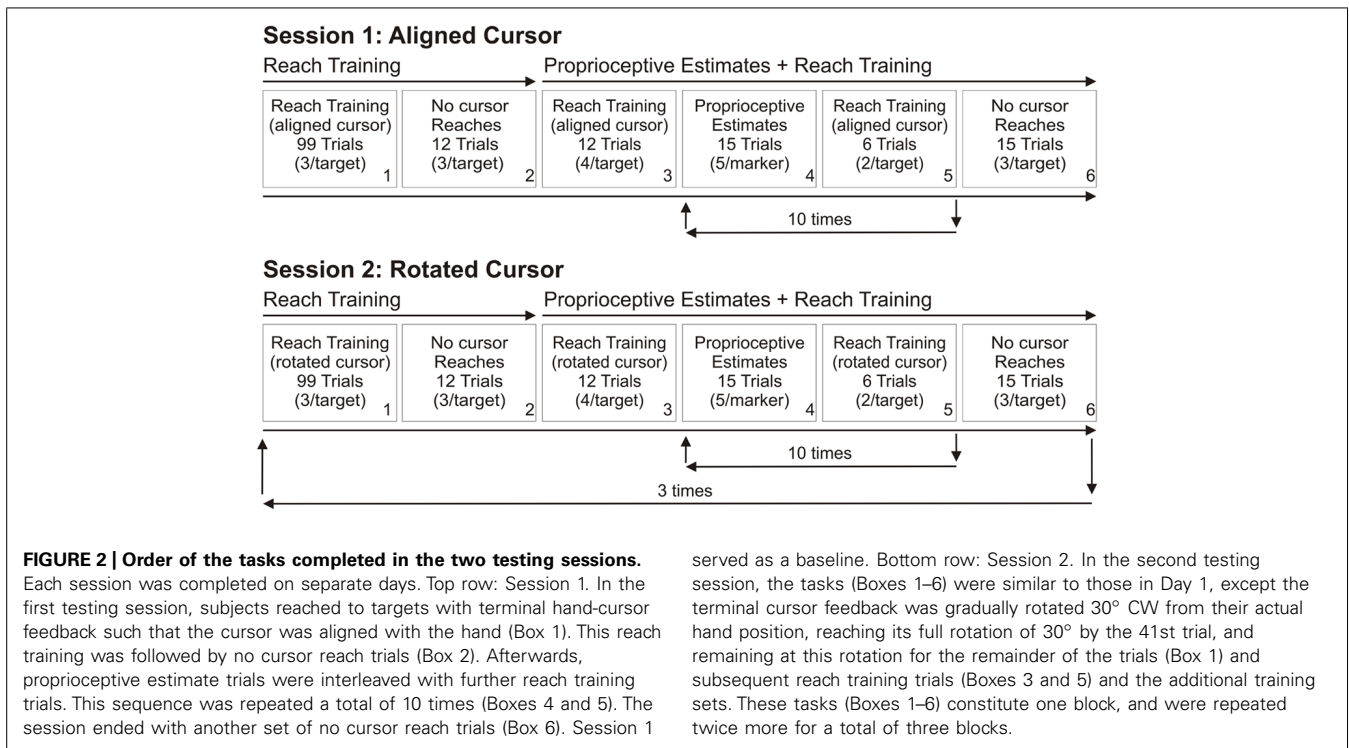 Session 1: Aligned Cursor
Reach Training
Proprioceptive Estimates + Reach Training
Reach Training
(aligned cursor)
99 Trials
(3/target)
1
No cursor
Reaches
12 Trials
(3/target)
2
Reach Training
(aligned cursor)
12 Trials
(4/target)
3
Proprioceptive
Estimates
15 Trials
(5/marker)
4
Reach Training
(aligned cursor)
6 Trials
(2/target)
5
No cursor
Reaches
15 Trials
(3/target)
6
10 times
Session 2: Rotated Cursor
Reach Training
Proprioceptive Estimates + Reach Training
Reach Training
(rotated cursor)
99 Trials
(3/target)
1
No cursor
Reaches
12 Trials
(3/target)
2
Reach Training
(rotated cursor)
12 Trials
(4/target)
3
Proprioceptive
Estimates
15 Trials
(5/marker)
4
Reach Training
(rotated cursor)
6 Trials
(2/target)
5
No cursor
Reaches
15 Trials
(3/target)
6
10 times
3 times
FIGURE 2 | Order of the tasks completed in the two testing sessions.
Each session was completed on separate days. Top row: Session 1. In the
first testing session, subjects reached to targets with terminal hand-cursor
feedback such that the cursor was aligned with the hand (Box 1). This reach
training was followed by no cursor reach trials (Box 2). Afterwards,
proprioceptive estimate trials were interleaved with further reach training
trials. This sequence was repeated a total of 10 times (Boxes 4 and 5). The
session ended with another set of no cursor reach trials (Box 6). Session 1
served as a baseline. Bottom row: Session 2. In the second testing
session, the tasks (Boxes 1–6) were similar to those in Day 1, except the
terminal cursor feedback was gradually rotated 30° CW from their actual
hand position, reaching its full rotation of 30° by the 41st trial, and
remaining at this rotation for the remainder of the trials (Box 1) and
subsequent reach training trials (Boxes 3 and 5) and the additional training
sets. These tasks (Boxes 1–6) constitute one block, and were repeated
twice more for a total of three blocks.